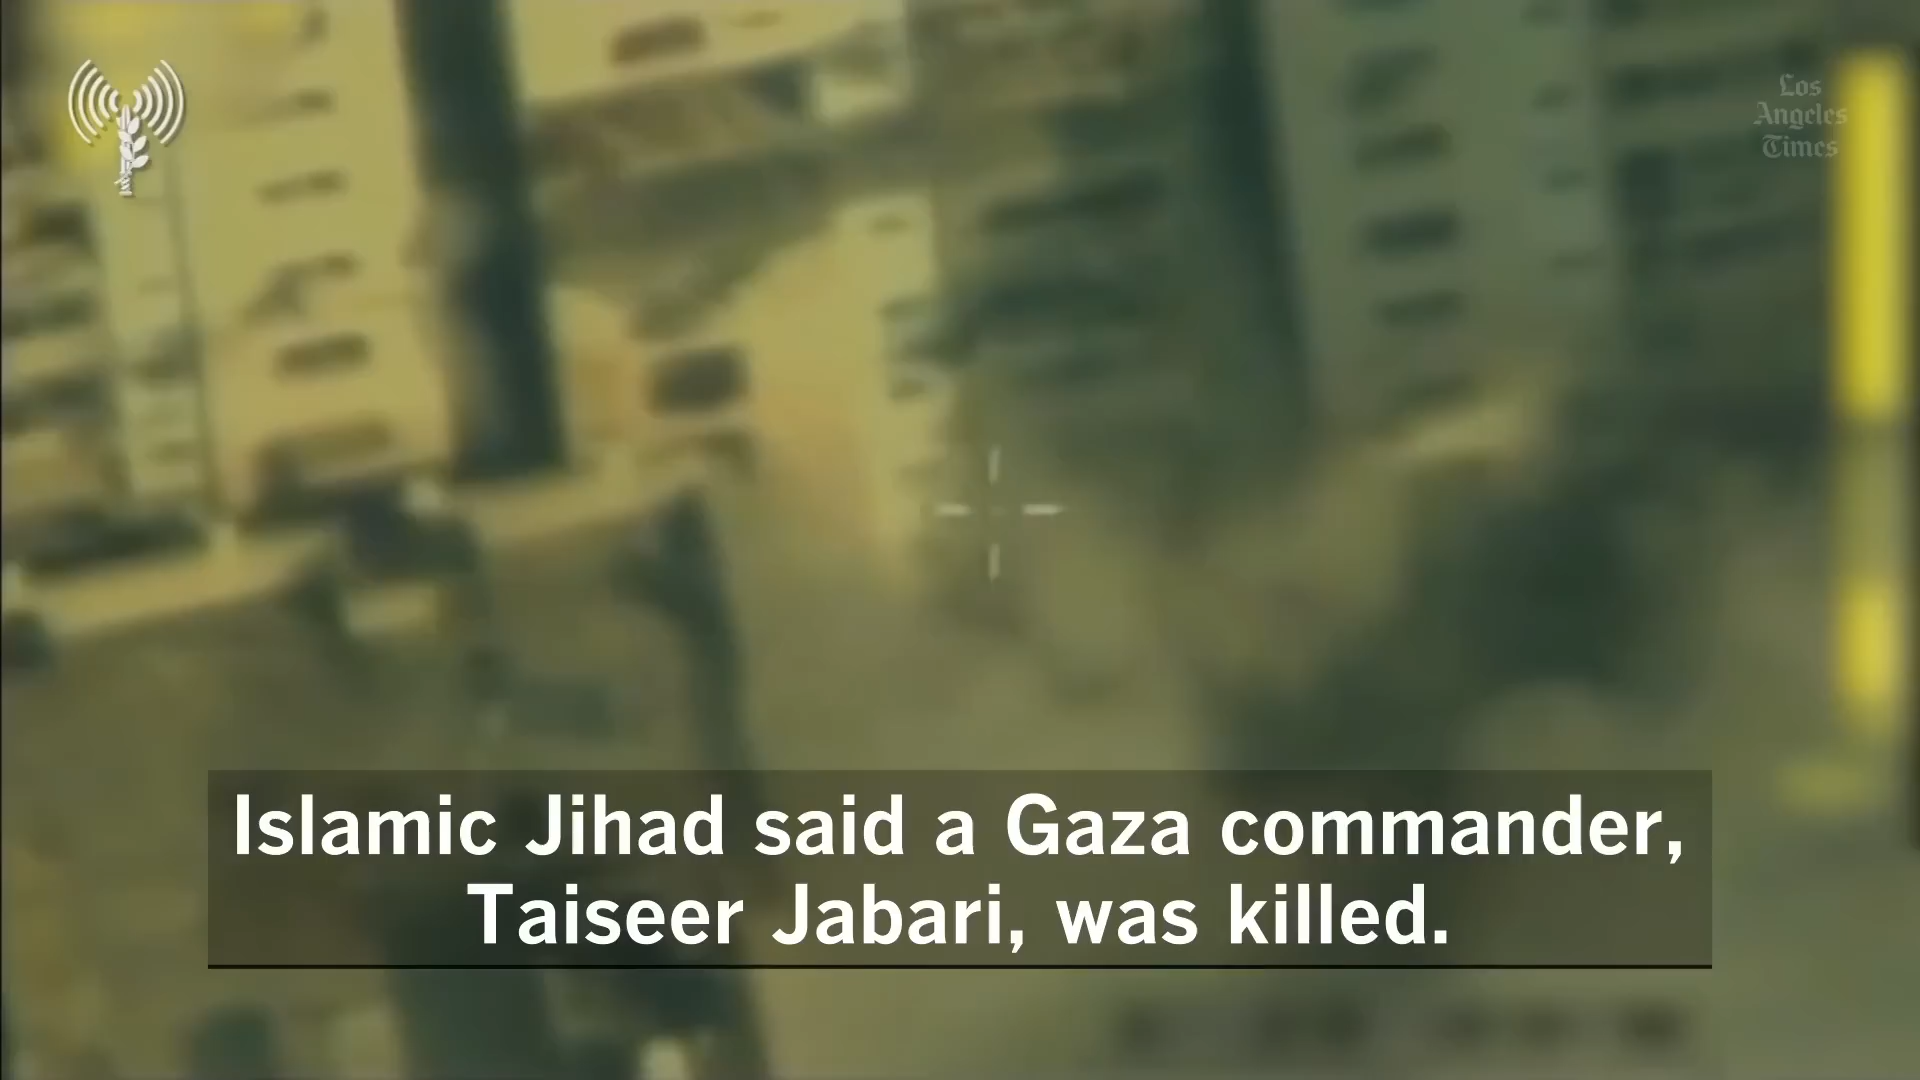 Los
Angeles
Times
Islamic Jihad said a Gaza commander,
Taiseer Jabari, was killed.